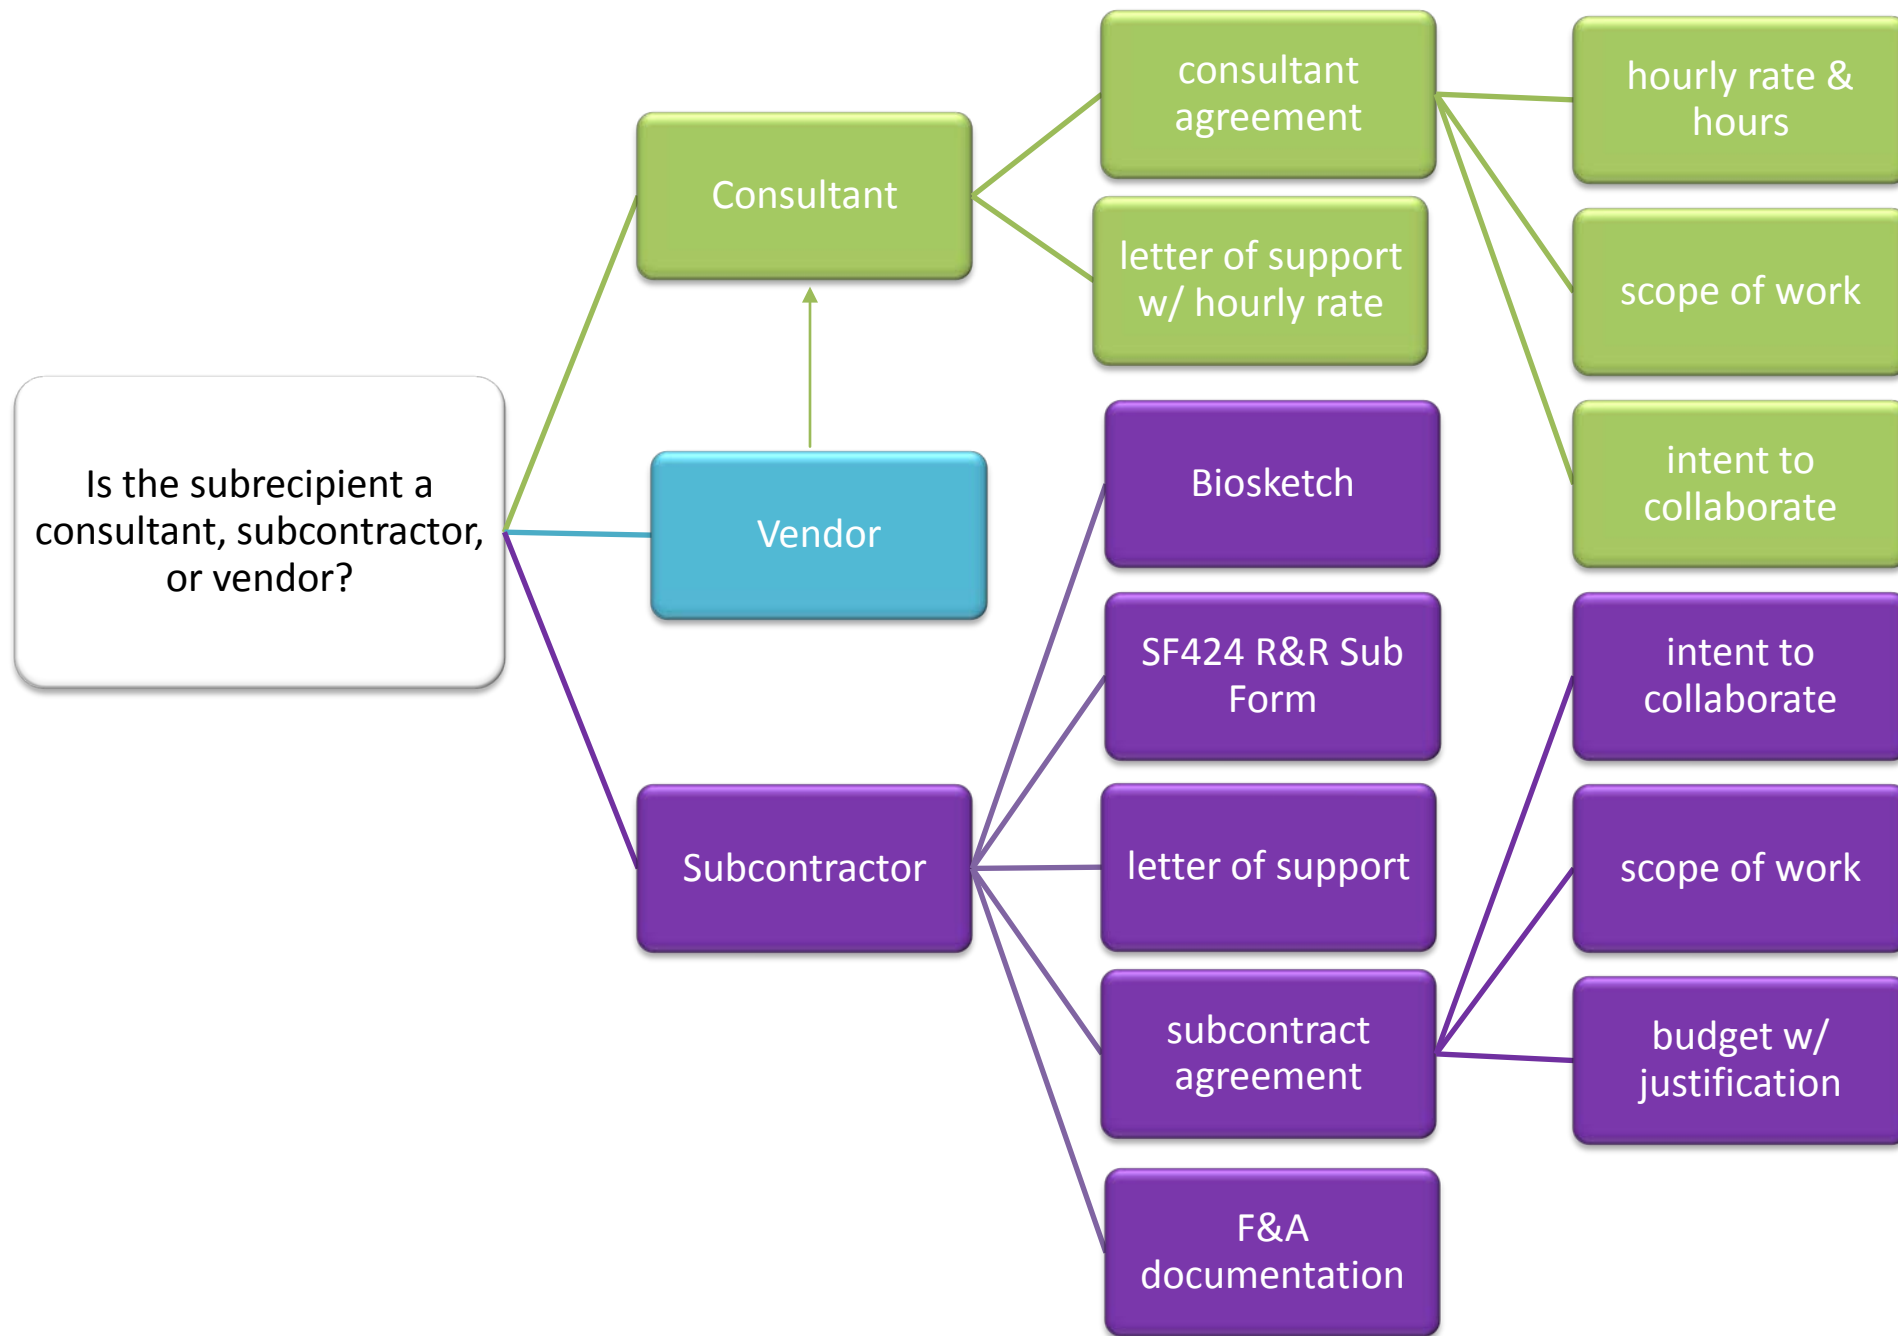 Is the subrecipient a
consultant, subcontractor,
or vendor?
Consultant
Vendor
Subcontractor
consultant
agreement
letter of support
w/ hourly rate
Biosketch
SF424 R&R Sub
Form
letter of support
subcontract
agreement
F&A
documentation
hourly rate &
hours
scope of work
intent to
collaborate
intent to
collaborate
scope of work
budget w/
justification